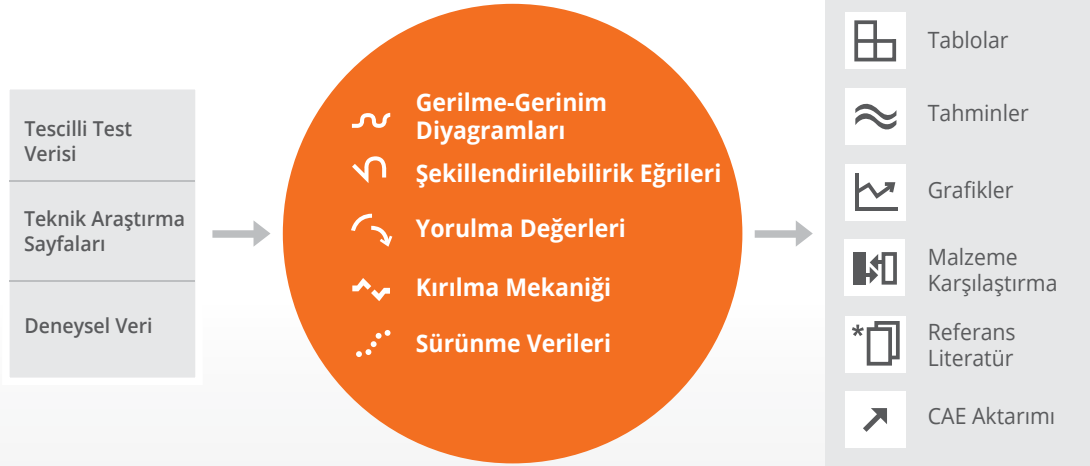 Tescilli Test
Verisi
Teknik Araştırma
Sayfaları
Deneysel Veri
Gerilme-Gerinim
Diyagramları
Şekillendirilebilirik Eğrileri
Yorulma Değerleri
Kırılma Mekaniği
Sürünme Verileri
Tablolar
Tahminler
Grafikler
Malzeme
Karşılaştırma
*
Referans
Literatür
CAE Aktarımı